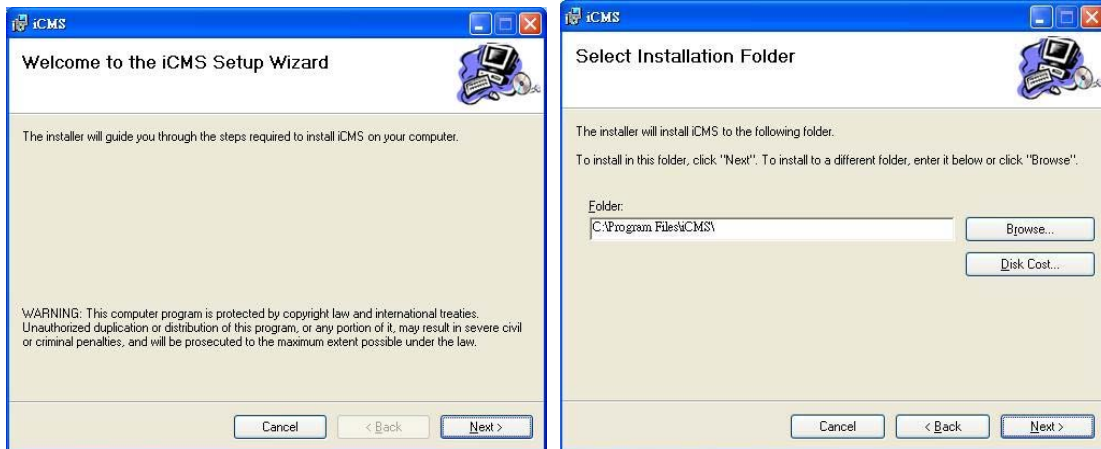 iCMS
Welcome to the iCMS Setup Wizard
The installer will guide you through the steps required to install iCMS on your computer.
WARNING: This computer program is protected by copyright law and international treaties.
Unauthorized duplication or distribution of this program, or any portion of it, may result in severe civil
or criminal penalties, and will be prosecuted to the maximum extent possible under the law.
Cancel
< Back
Next >
iCMS
Select Installation Folder
The installer will install iCMS to the following folder.
To install in this folder, click "Next". To install to a different folder, enter it below or click "Browse".
Folder:
C:\Program Files\iCMS\
Browse...
Disk Cost...
Cancel
< Back
Next >